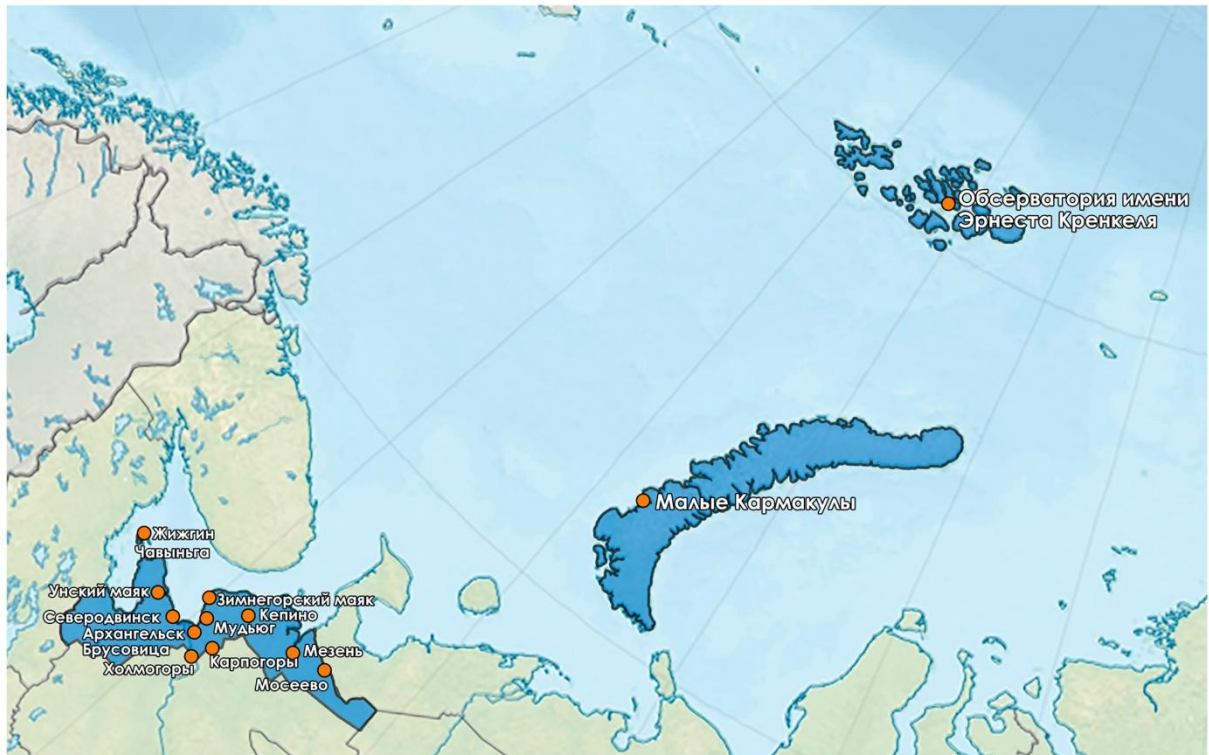 Обсерватория имени
Эрнеста Кренкеля
Малые Кармакулы
Жижгин
Чавыньга
Унский маяк
Зимнегорский маяк
Северодвинск
Кепино
Архангельск
Мудьюг
Брусовица
Мезень
Холмогоры
Карпогоры
Мосеево